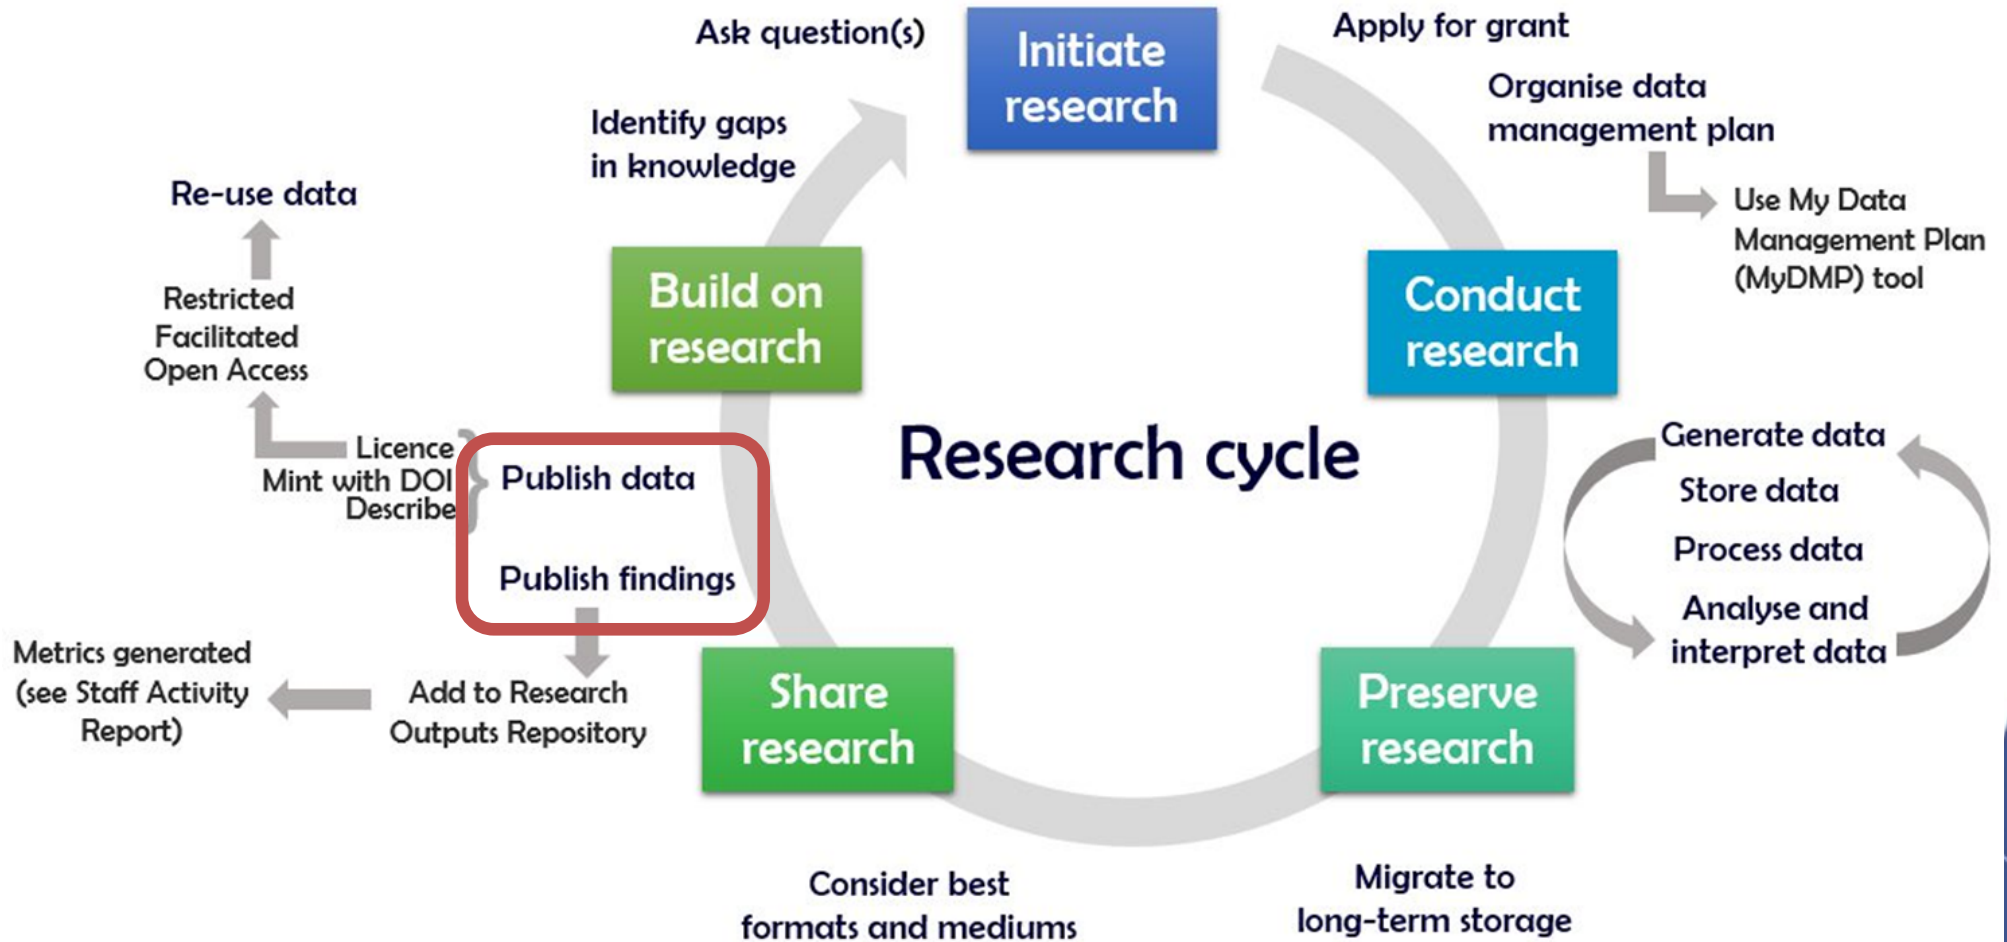 Ask question(s)
Initiate
research
Apply for grant
Organise data
management plan
Use My Data
Management Plan
(MyDMP) tool
Conduct
research
Generate data
Store data
Process data
Analyse and
interpret data
Preserve
research
Migrate to
long-term storage
Consider best
formats and mediums
Share
research
Publish findings
Add to Research
Outputs Repository
Metrics generated
(see Staff Activity
Report)
Publish data
Licence
Mint with DOI
Describe
Restricted
Facilitated
Open Access
Re-use data
Build on
research
Identify gaps
in knowledge
Research cycle